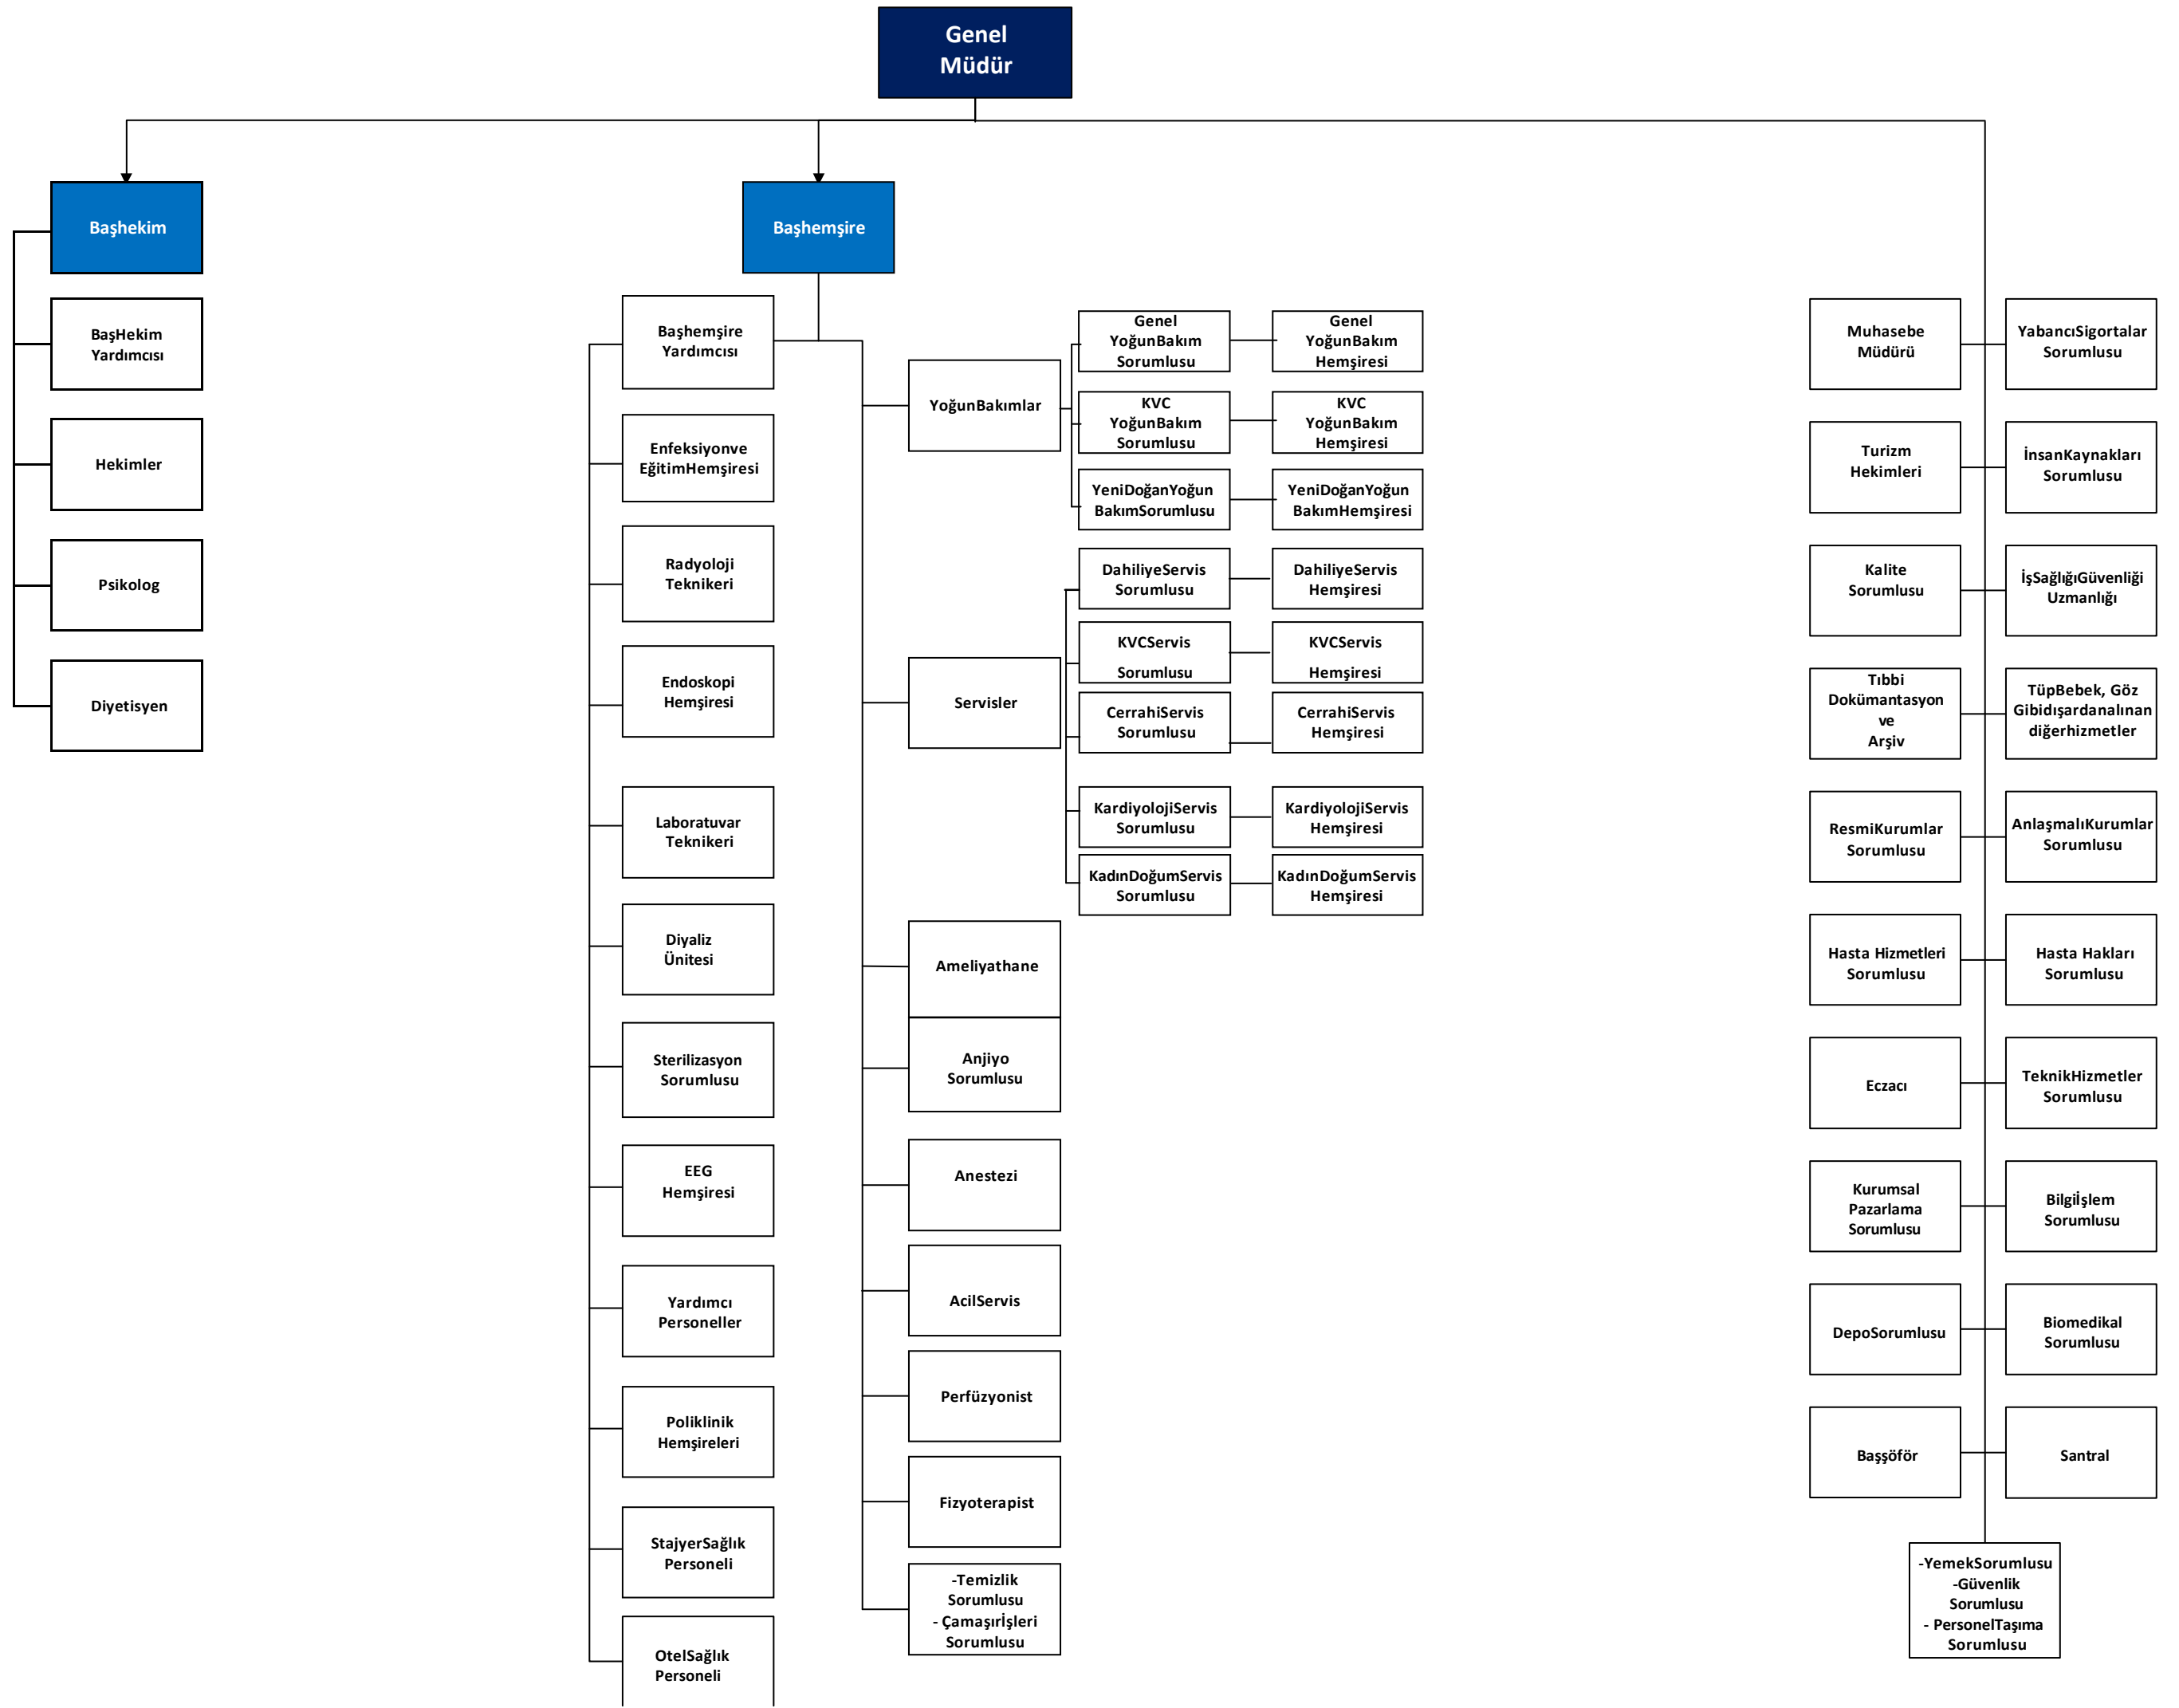 Genel
Müdür
Başhekim
BaşHekim
Yardımcısı
Hekimler
Psikolog
Diyetisyen
Başhemşire
Başhemşire
Yardımcısı
Enfeksiyonve
EğitimHemşiresi
Radyoloji
Teknikeri
Endoskopi
Hemşiresi
Laboratuvar
Teknikeri
Diyaliz
Ünitesi
Sterilizasyon
Sorumlusu
EEG
Hemşiresi
Yardımcı
Personeller
Poliklinik
Hemşireleri
StajyerSağlık
Personeli
OtelSağlık
Personeli
YoğunBakımlar
Genel
YoğunBakım
Sorumlusu
Genel
YoğunBakım
Hemşiresi
KVC
YoğunBakım
Sorumlusu
KVC
YoğunBakım
Hemşiresi
YeniDoğanYoğun
BakımSorumlusu
YeniDoğanYoğun
BakımHemşiresi
Servisler
DahiliyeServis
Sorumlusu
DahiliyeServis
Hemşiresi
KVCServis
Sorumlusu
KVCServis
Hemşiresi
CerrahiServis
Sorumlusu
CerrahiServis
Hemşiresi
KardiyolojiServis
Sorumlusu
KardiyolojiServis
Hemşiresi
KadınDoğumServis
Sorumlusu
KadınDoğumServis
Hemşiresi
Ameliyathane
Anjiyo
Sorumlusu
Anestezi
AcilServis
Perfüzyonist
Fizyoterapist
-Temizlik
Sorumlusu
- Çamaşırİşleri
Sorumlusu
Muhasebe
Müdürü
YabancıSigortalar
Sorumlusu
Turizm
Hekimleri
İnsanKaynakları
Sorumlusu
Kalite
Sorumlusu
İşSağlığıGüvenliği
Uzmanlığı
Tıbbi
Dokümantasyon
ve
Arşiv
TüpBebek, Göz
Gibidışardanalınan
diğerhizmetler
ResmiKurumlar
Sorumlusu
AnlaşmalıKurumlar
Sorumlusu
Hasta Hizmetleri
Sorumlusu
Hasta Hakları
Sorumlusu
Eczacı
TeknikHizmetler
Sorumlusu
Kurumsal
Pazarlama
Sorumlusu
Bilgiİşlem
Sorumlusu
DepoSorumlusu
Biomedikal
Sorumlusu
Başşöför
Santral
-YemekSorumlusu
-Güvenlik
Sorumlusu
- PersonelTaşıma
Sorumlusu